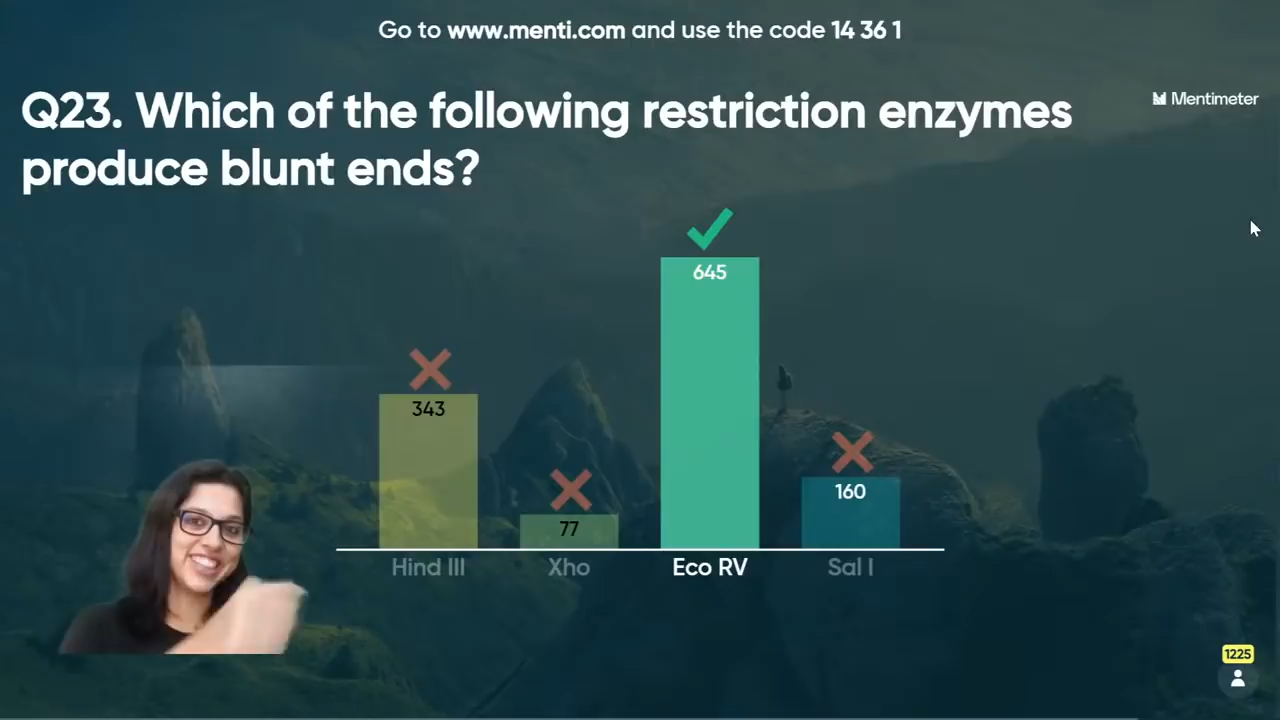 Go to www.menti.com and use the code 14 36 1
Mentimeter
Q23. Which of the following restriction enzymes
produce blunt ends?
645
343
77
160
Hind III
Xho
Eco RV
Sal I
1225